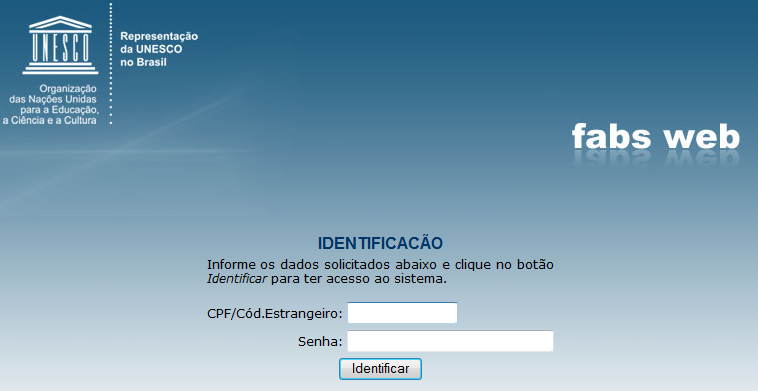 UNESCO
Representação
da UNESCO
no Brasil
Organização
das Nações Unidas
para a Educação,
a Ciência e a Cultura
fabs web
IDENTIFICACÃO
Informe os dados solicitados abaixo e clique no botão
Identificar para ter acesso ao sistema.
CPF/Cód.Estrangeiro:
Senha:
Identificar